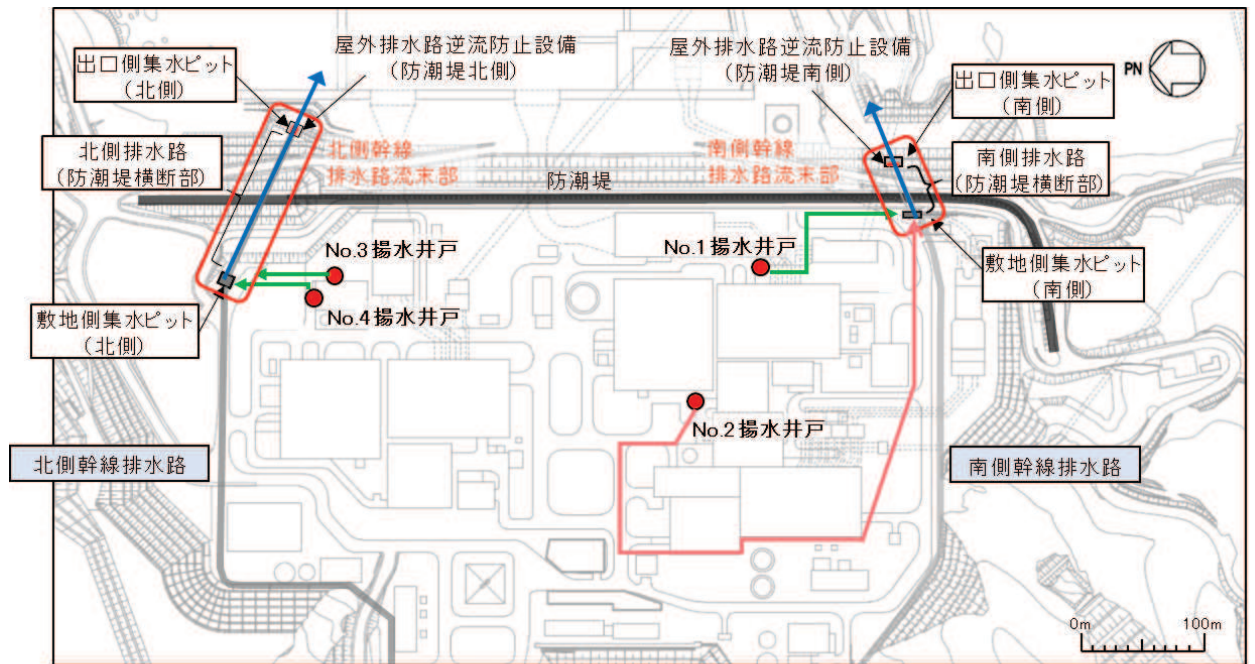 屋外排水路逆流防止設備
(防潮堤北側)
出口側集水ピット
(北側)
北側排水路
(防潮堤横断部)
北側幹線
排水路流末部
防潮堤
屋外排水路逆流防止設備
(防潮堤南側)
出口側集水ピット
(南側)
PN
南側幹線
排水路流末部
南側排水路
(防潮堤横断部)
No.3揚水井戸
No.4揚水井戸
No.1揚水井戸
敷地側集水ピット
(南側)
敷地側集水ピット
(北側)
No.2揚水井戸
北側幹線排水路
南側幹線排水路
0m
100m